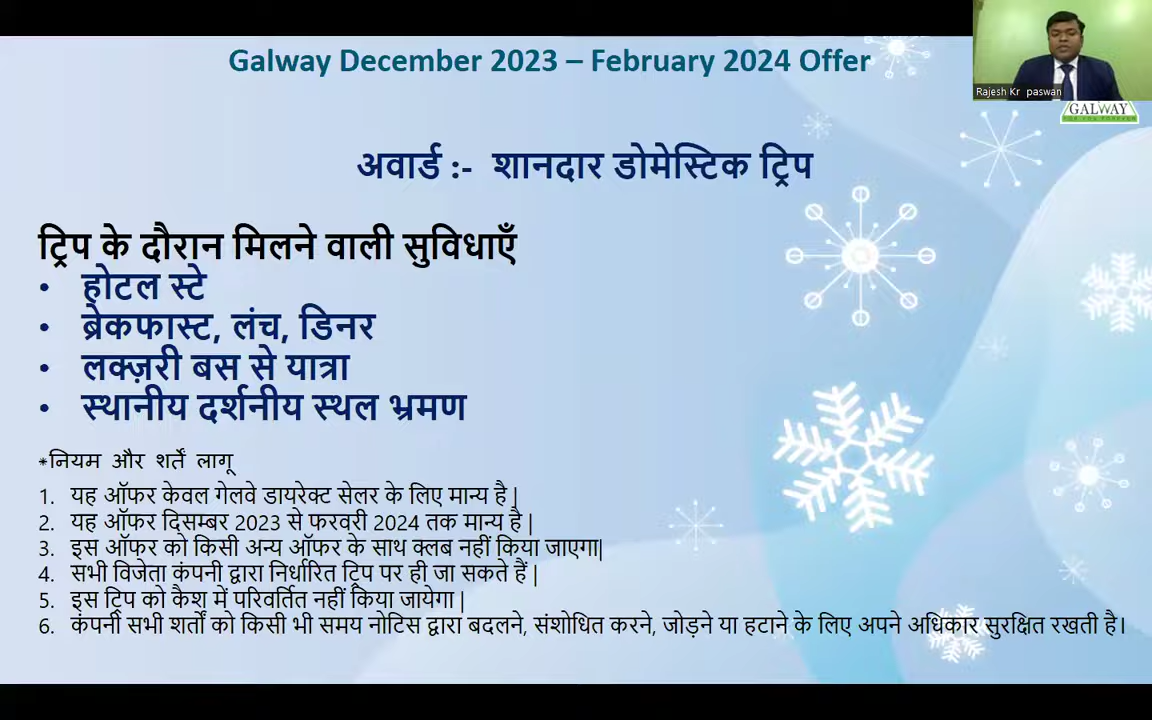 Galway December 2023 – February 2024 Offer
Rajesh Kr paswan
GALWAY
अवार्ड :- शानदार डोमेस्टिक ट्रिप
ट्रिप के दौरान मिलने वाली सुविधाएँ
• होटल स्टे
• ब्रेकफास्ट, लंच, डिनर
• लक्ज़री बस से यात्रा
• स्थानीय दर्शनीय स्थल भ्रमण
*नियम और शर्तें लागू
1. यह ऑफर केवल गेलवे डायरेक्ट सेलर के लिए मान्य है |
2. यह ऑफर दिसम्बर 2023 से फरवरी 2024 तक मान्य है |
3. इस ऑफर को किसी अन्य ऑफर के साथ क्लब नहीं किया जाएगा|
4. सभी विजेता कंपनी द्वारा निर्धारित ट्रिप पर ही जा सकते हैं |
5. इस ट्रिप को कैश में परिवर्तित नहीं किया जायेगा |
6. कंपनी सभी शर्तों को किसी भी समय नोटिस द्वारा बदलने, संशोधित करने, जोड़ने या हटाने के लिए अपने अधिकार सुरक्षित रखती है।